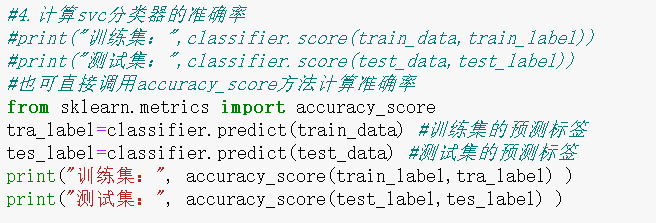 #4.计算svc分类器的准确率
#print("训练集：",classifier.score(train_data,train_label))
#print("测试集：",classifier.score(test_data,test_label))
#也可直接调用accuracy_score方法计算准确率
from sklearn.metrics import accuracy_score
tra_label=classifier.predict(train_data) #训练集的预测标签
tes_label=classifier.predict(test_data) #测试集的预测标签
print("训练集：", accuracy_score(train_label,tra_label) )
print("测试集：", accuracy_score(test_label,tes_label) )